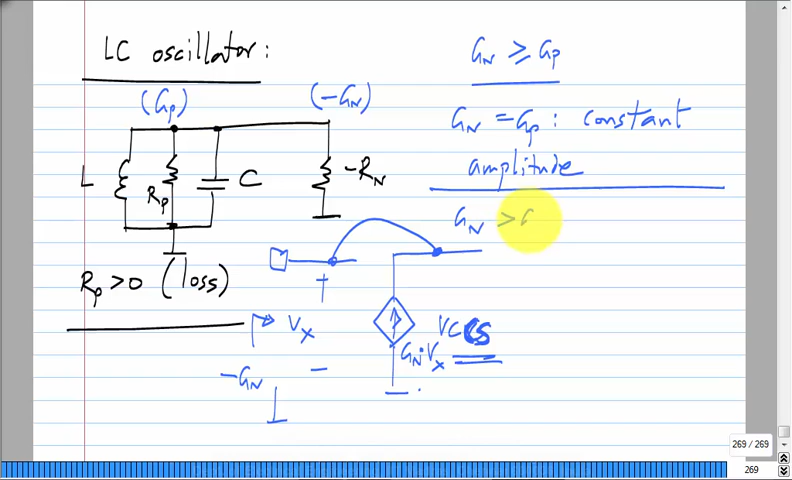 LC oscillator:
(Gp)
(-GN)
L
Rp
C
-RN
Rp>0 (loss)
GN ≥ Gp
GN = Gp : constant
amplitude
GN >
+
Vx
-GN
-
VCCS
GN·Vx
269 / 269
269